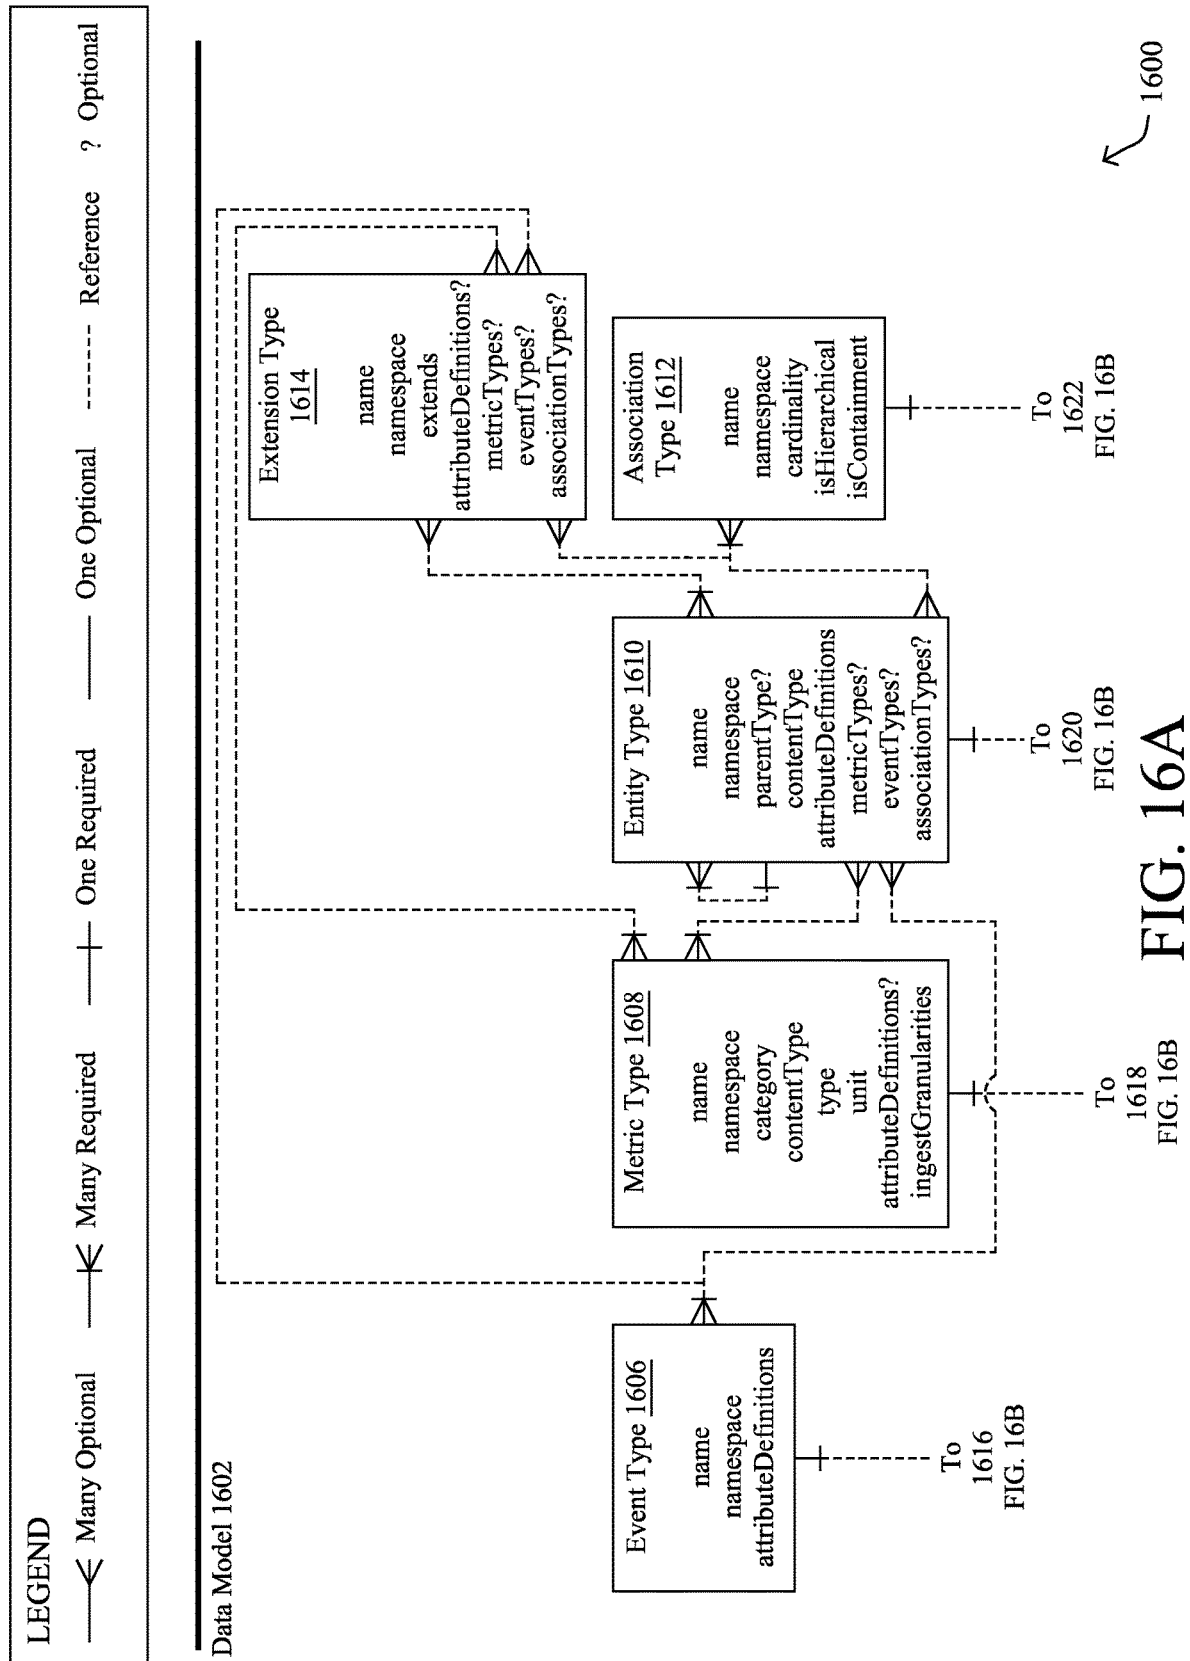 LEGEND
Many Optional
Many Required
One Required
One Optional
Reference
? Optional
Data Model 1602
Extension Type
1614
name
namespace
extends
attributeDefinitions?
metricTypes?
eventTypes?
associationTypes?
Event Type 1606
name
namespace
attributeDefinitions
Metric Type 1608
name
namespace
category
contentType
type
unit
attributeDefinitions?
ingestGranularities
Entity Type 1610
name
namespace
parentType?
contentType
attributeDefinitions
metricTypes?
eventTypes?
associationTypes?
Association
Type 1612
name
namespace
cardinality
isHierarchical
isContainment
To
1616
FIG. 16B
To
1618
FIG. 16B
To
1620
FIG. 16B
To
1622
FIG. 16B
1600
FIG. 16A